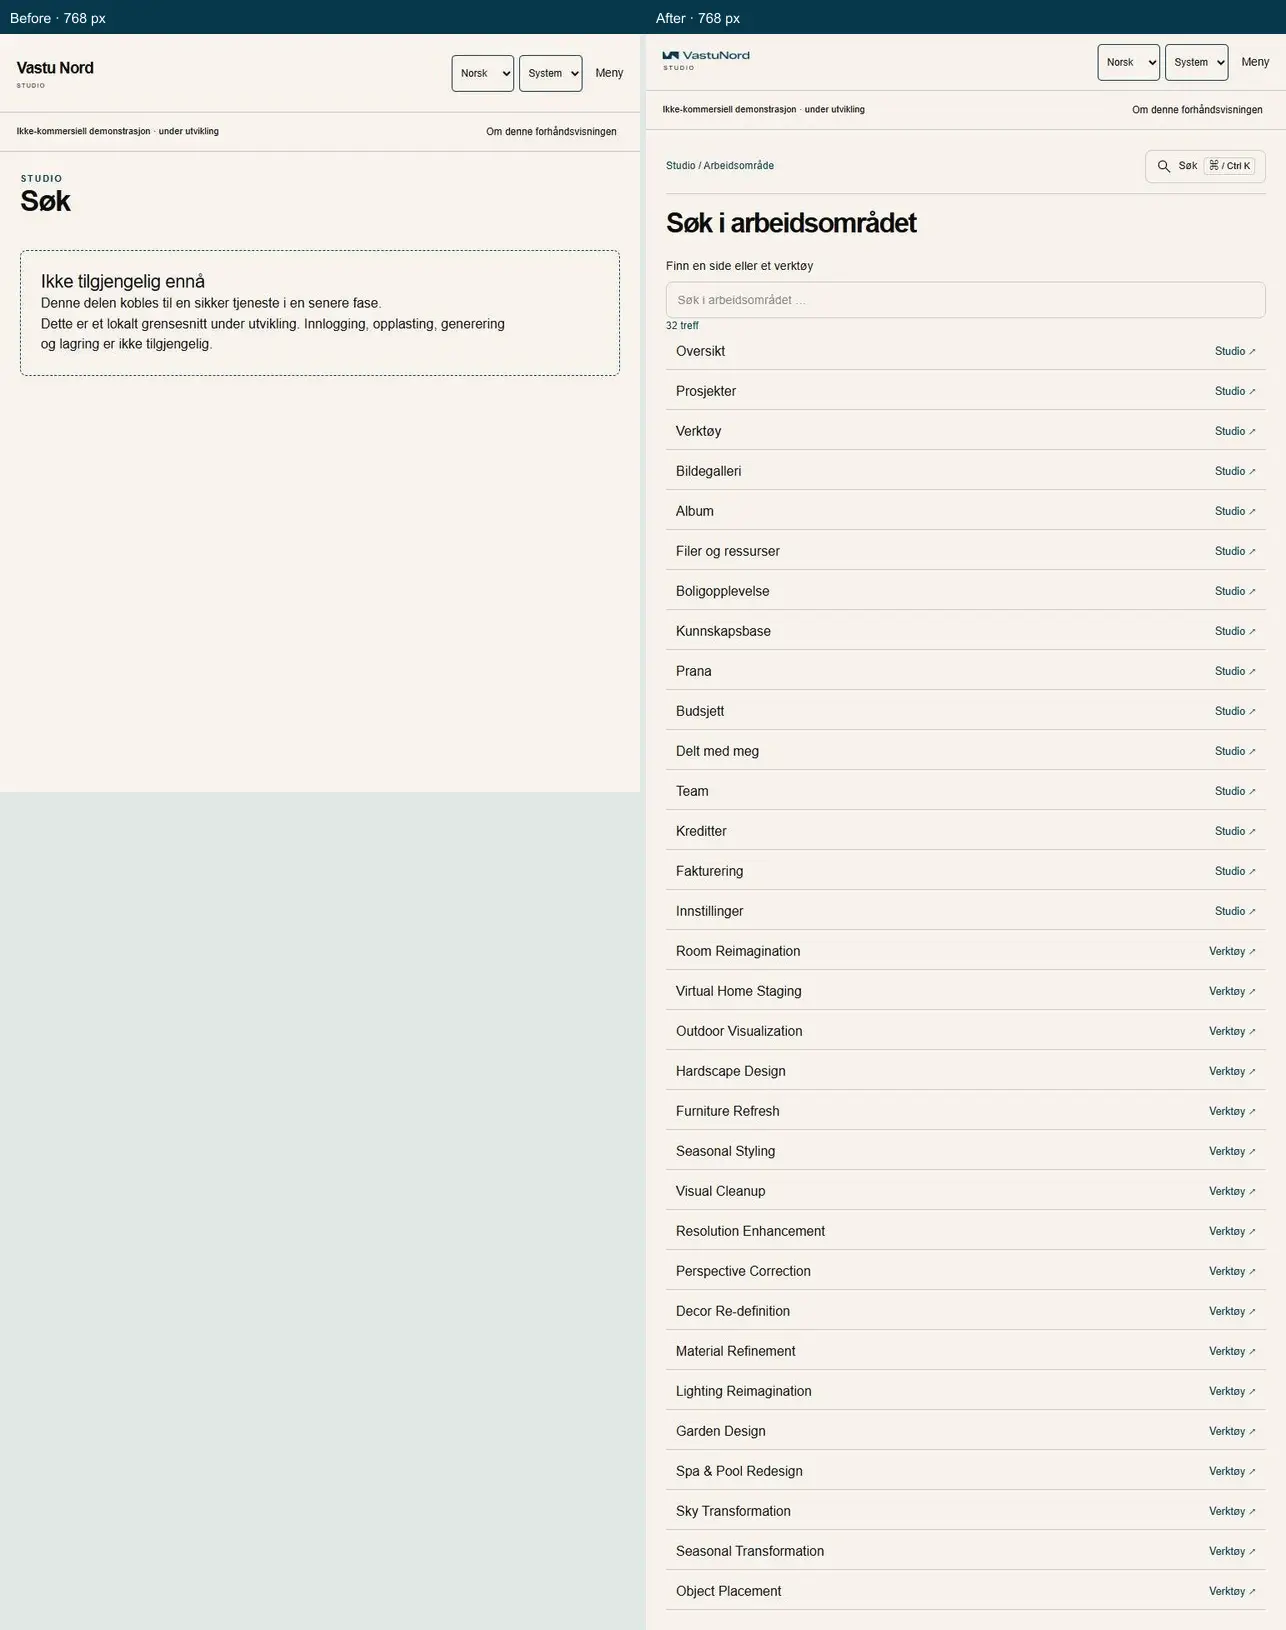 Before · 768 px
Vastu Nord
STUDIO
Norsk
System
Meny
Ikke-kommersiell demonstrasjon · under utvikling
Om denne forhåndsvisningen
STUDIO
Søk
Ikke tilgjengelig ennå
Denne delen kobles til en sikker tjeneste i en senere fase.
Dette er et lokalt grensesnitt under utvikling. Innlogging, opplasting, generering
og lagring er ikke tilgjengelig.
After · 768 px
VastuNord
STUDIO
Norsk
System
Meny
Ikke-kommersiell demonstrasjon · under utvikling
Om denne forhåndsvisningen
Studio / Arbeidsområde
Søk ⌘ / Ctrl K
Søk i arbeidsområdet
Finn en side eller et verktøy
Søk i arbeidsområdet ...
32 treff
Oversikt Studio ↗
Prosjekter Studio ↗
Verktøy Studio ↗
Bildegalleri Studio ↗
Album Studio ↗
Filer og ressurser Studio ↗
Boligopplevelse Studio ↗
Kunnskapsbase Studio ↗
Prana Studio ↗
Budsjett Studio ↗
Delt med meg Studio ↗
Team Studio ↗
Kreditter Studio ↗
Fakturering Studio ↗
Innstillinger Studio ↗
Room Reimagination Verktøy ↗
Virtual Home Staging Verktøy ↗
Outdoor Visualization Verktøy ↗
Hardscape Design Verktøy ↗
Furniture Refresh Verktøy ↗
Seasonal Styling Verktøy ↗
Visual Cleanup Verktøy ↗
Resolution Enhancement Verktøy ↗
Perspective Correction Verktøy ↗
Decor Re-definition Verktøy ↗
Material Refinement Verktøy ↗
Lighting Reimagination Verktøy ↗
Garden Design Verktøy ↗
Spa & Pool Redesign Verktøy ↗
Sky Transformation Verktøy ↗
Seasonal Transformation Verktøy ↗
Object Placement Verktøy ↗